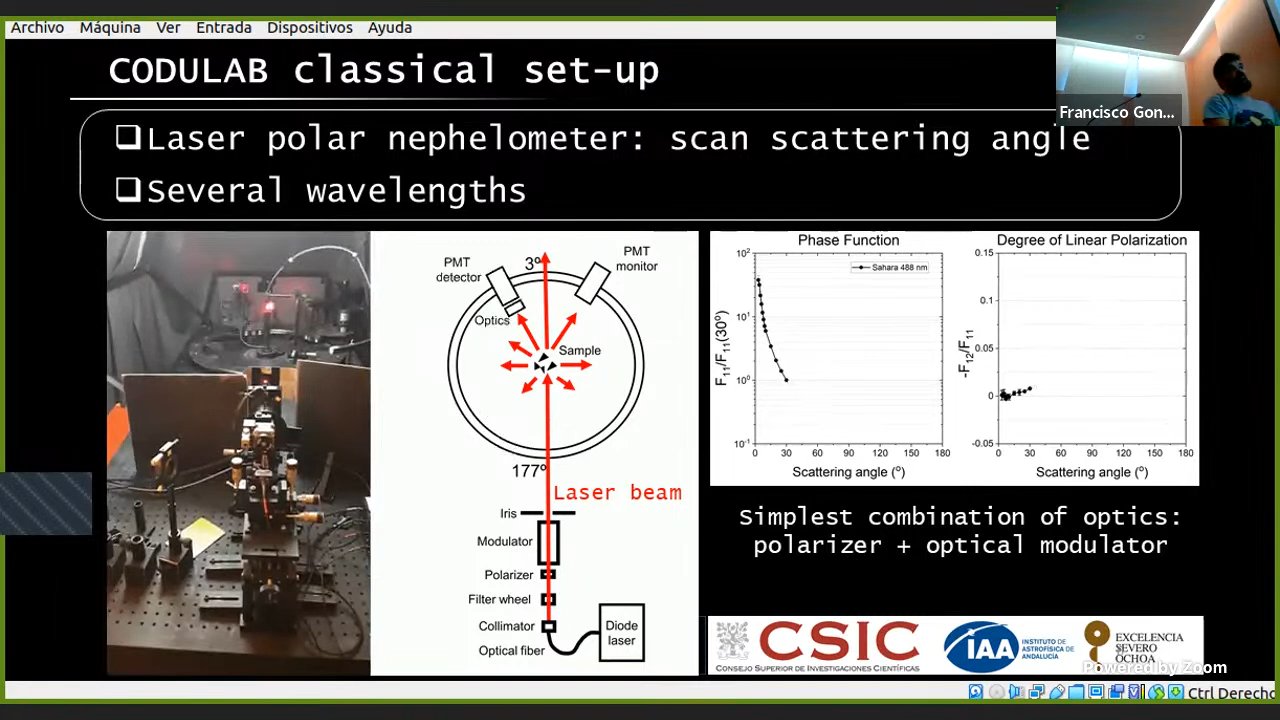 Archivo Máquina Ver Entrada Dispositivos Ayuda
Francisco Gon...
CODULAB classical set-up
Laser polar nephelometer: scan scattering angle
Several wavelengths
PMT
detector
3º
PMT
monitor
Optics
Sample
177º
Laser beam
Iris
Modulator
Polarizer
Filter wheel
Collimator
Optical fiber
Diode
laser
Phase Function
Sahara 488 nm
F11/F11(30º)
10²
10¹
10⁰
10⁻¹
0 30 60 90 120 150 180
Scattering angle (º)
Degree of Linear Polarization
-F12/F11
0.15
0.1
0.05
0
-0.05
0 30 60 90 120 150 180
Scattering angle (º)
Simplest combination of optics:
polarizer + optical modulator
CSIC
CONSEJO SUPERIOR DE INVESTIGACIONES CIENTÍFICAS
IAA
INSTITUTO DE
ASTROFÍSICA DE
ANDALUCÍA
EXCELENCIA
SEVERO
OCHOA
Powered by Zoom
Ctrl Derecho